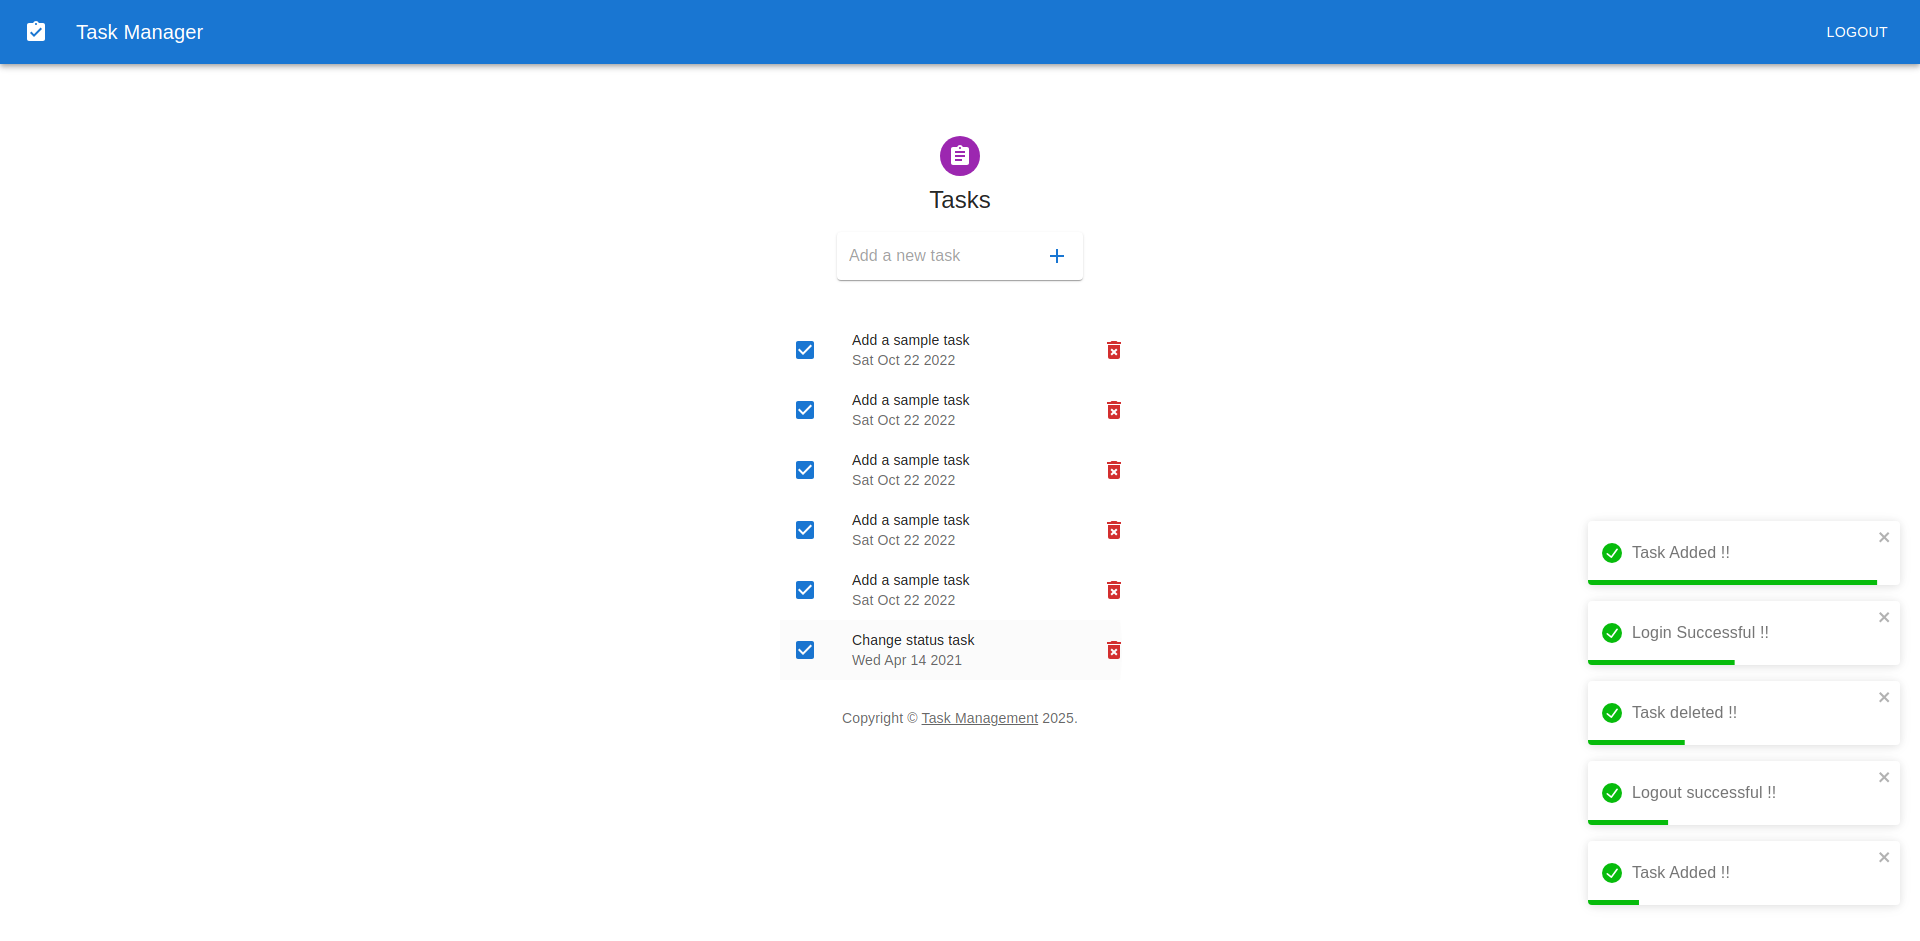 Task Manager
LOGOUT
Tasks
Add a new task
Add a sample task
Sat Oct 22 2022
Add a sample task
Sat Oct 22 2022
Add a sample task
Sat Oct 22 2022
Add a sample task
Sat Oct 22 2022
Add a sample task
Sat Oct 22 2022
Change status task
Wed Apr 14 2021
Copyright © Task Management 2025.
Task Added !!
Login Successful !!
Task deleted !!
Logout successful !!
Task Added !!